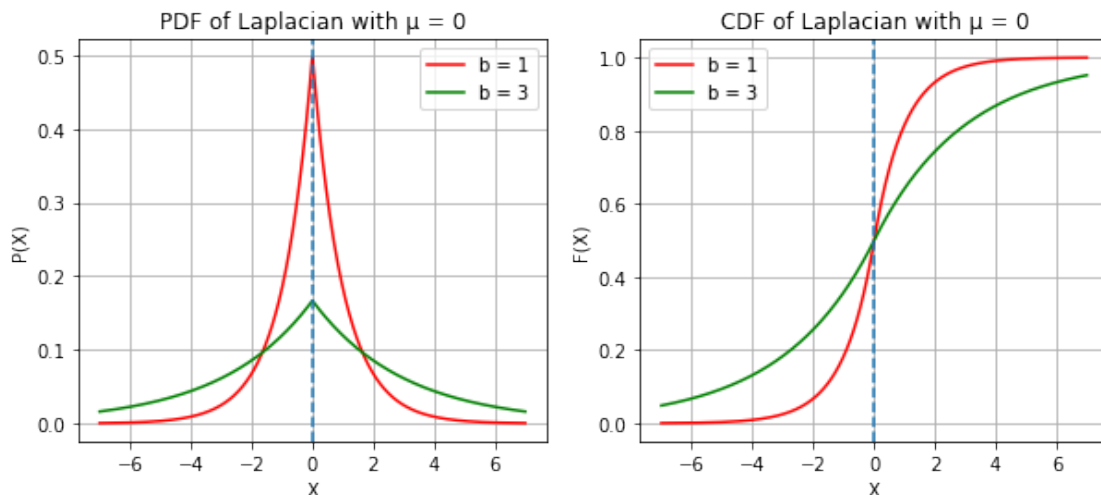 PDF of Laplacian with μ = 0
b = 1
b = 3
P(X)
0.5
0.4
0.3
0.2
0.1
0.0
−6 −4 −2 0 2 4 6
X
CDF of Laplacian with μ = 0
b = 1
b = 3
F(X)
1.0
0.8
0.6
0.4
0.2
0.0
−6 −4 −2 0 2 4 6
X